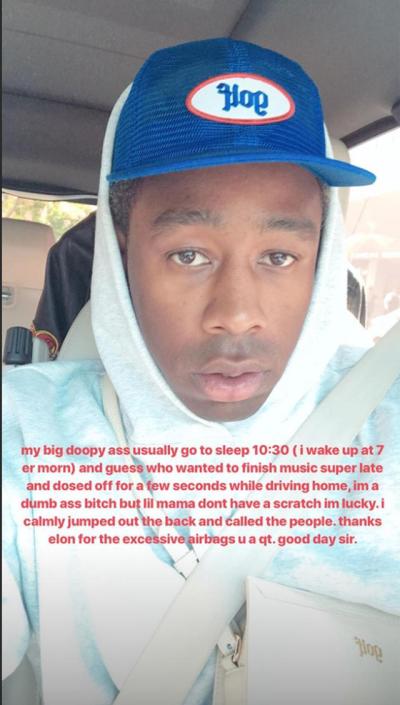 golf
my big doopy ass usually go to sleep 10:30 ( i wake up at 7
er morn) and guess who wanted to finish music super late
and dosed off for a few seconds while driving home, im a
dumb ass bitch but lil mama dont have a scratch im lucky. i
calmly jumped out the back and called the people. thanks
elon for the excessive airbags u a qt. good day sir.
golf